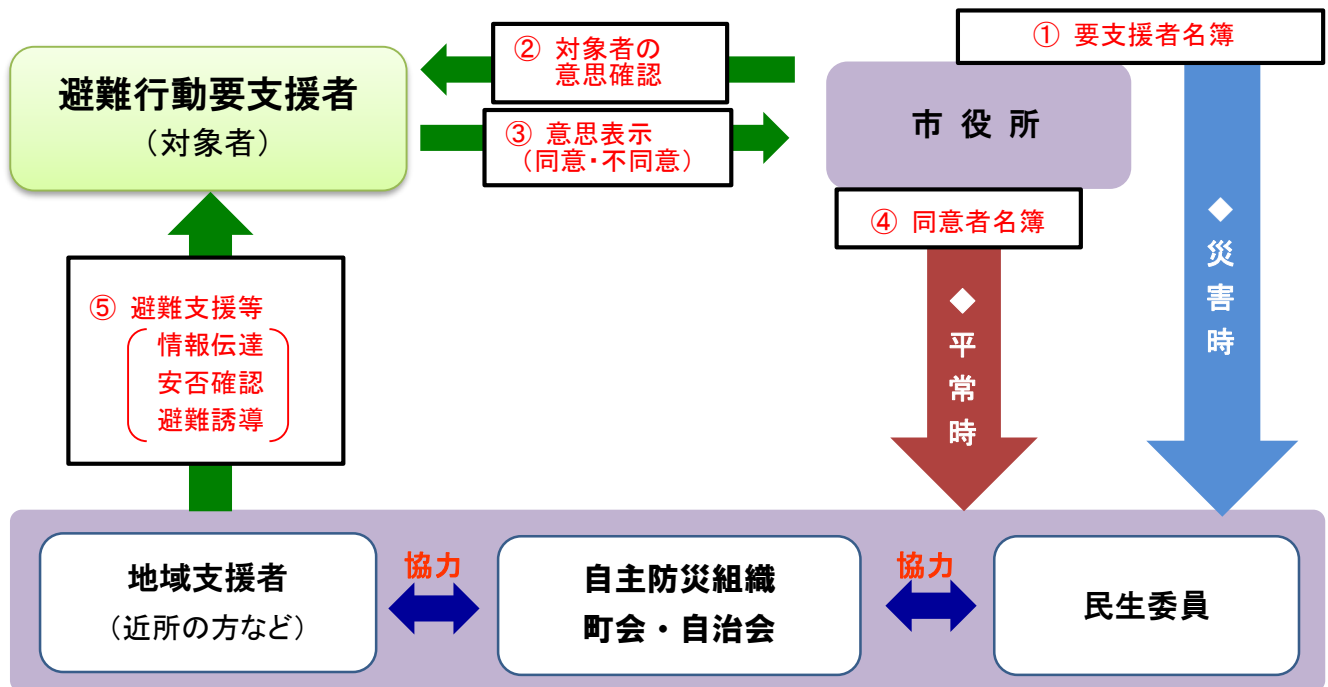 ① 要支援者名簿
② 対象者の
意思確認
避難行動要支援者
(対象者)
市役所
③ 意思表示
(同意・不同意)
④ 同意者名簿
◆災害時
◆平常時
⑤ 避難支援等
情報伝達
安否確認
避難誘導
地域支援者
(近所の方など)
協力
自主防災組織
町会・自治会
協力
民生委員